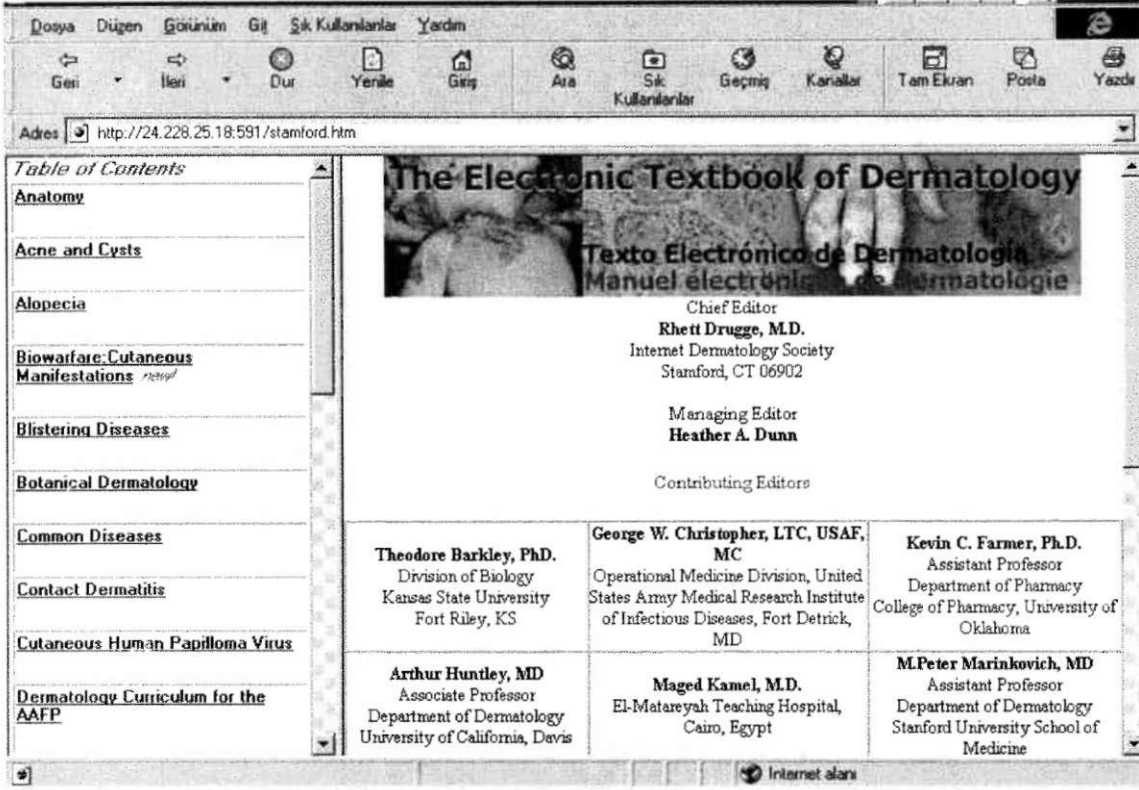 Dosya Düzen Görünüm Git Sık Kullanılanlar Yardım
Geri İleri Dur Yenile Giriş Ara Sık Kullanılanlar Geçmiş Kanallar Tam Ekran Posta Yazdır
Adres http://24.228.25.18:591/stamford.htm
Table of Contents
Anatomy
Acne and Cysts
Alopecia
Biowarfare:Cutaneous
Manifestations new!
Blistering Diseases
Botanical Dermatology
Common Diseases
Contact Dermatitis
Cutaneous Human Papilloma Virus
Dermatology Curriculum for the
AAFP
The Electronic Textbook of Dermatology
Texto Electrónico de Dermatología
Manuel électronique de dermatologie
Chief Editor
Rhett Drugge, M.D.
Internet Dermatology Society
Stamford, CT 06902
Managing Editor
Heather A. Dunn
Contributing Editors
Theodore Barkley, PhD.
Division of Biology
Kansas State University
Fort Riley, KS
George W. Christopher, LTC, USAF,
MC
Operational Medicine Division, United
States Army Medical Research Institute
of Infectious Diseases, Fort Detrick,
MD
Kevin C. Farmer, Ph.D.
Assistant Professor
Department of Pharmacy
College of Pharmacy, University of
Oklahoma
Arthur Huntley, MD
Associate Professor
Department of Dermatology
University of California, Davis
Maged Kamel, M.D.
El-Matareyah Teaching Hospital,
Cairo, Egypt
M.Peter Marinkovich, MD
Assistant Professor
Department of Dermatology
Stanford University School of
Medicine
Internet alanı